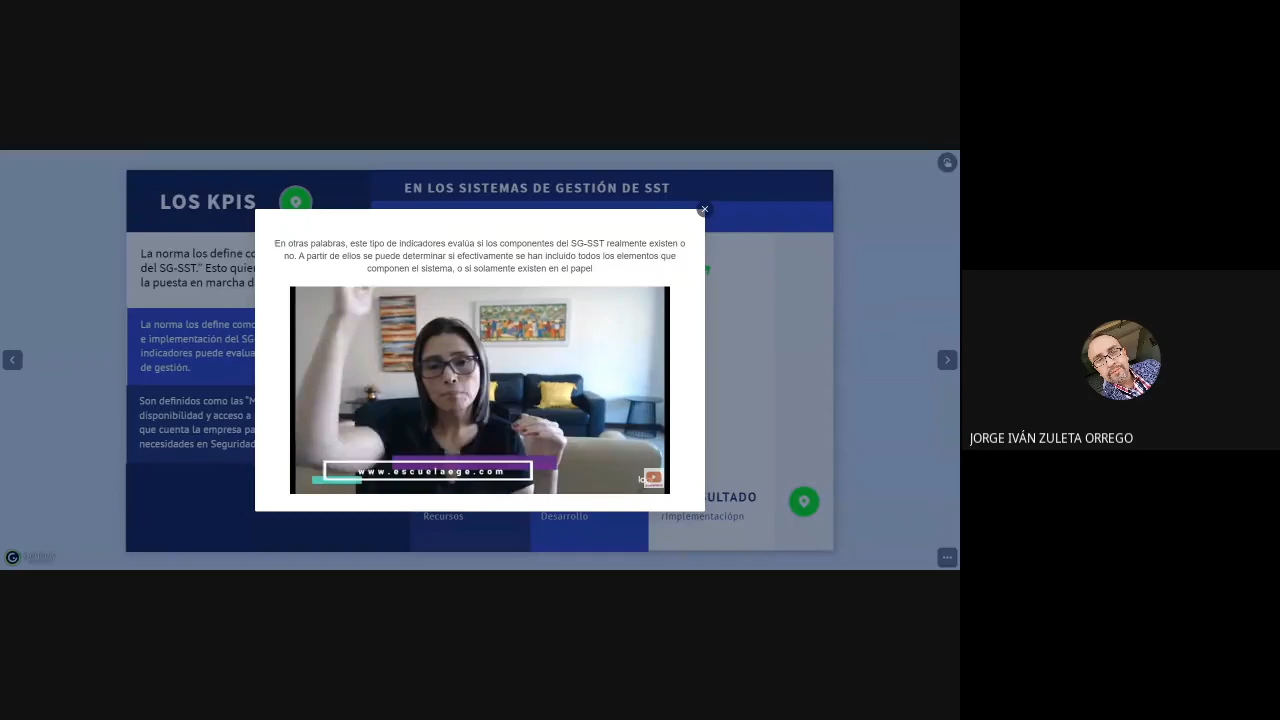 LOS KPIS
EN LOS SISTEMAS DE GESTIÓN DE SST
La norma los define co
del SG-SST." Esto quier
la puesta en marcha d
La norma los define como
e implementación del SG
indicadores puede evalua
de gestión.
Son definidos como las "M
disponibilidad y acceso a
que cuenta la empresa pa
necesidades en Seguridad
En otras palabras, este tipo de indicadores evalúa si los componentes del SG-SST realmente existen o
no. A partir de ellos se puede determinar si efectivamente se han incluido todos los elementos que
componen el sistema, o si solamente existen en el papel
www.escuelaege.com
SULTADO
Recursos
Desarrollo
/Implementaciópn
JORGE IVÁN ZULETA ORREGO